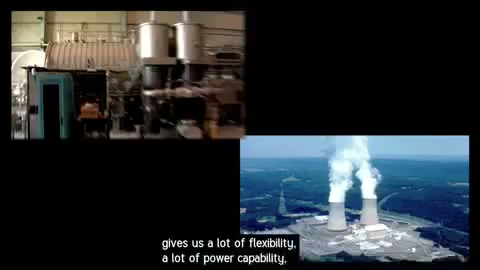 gives us a lot of flexibility,
a lot of power capability,